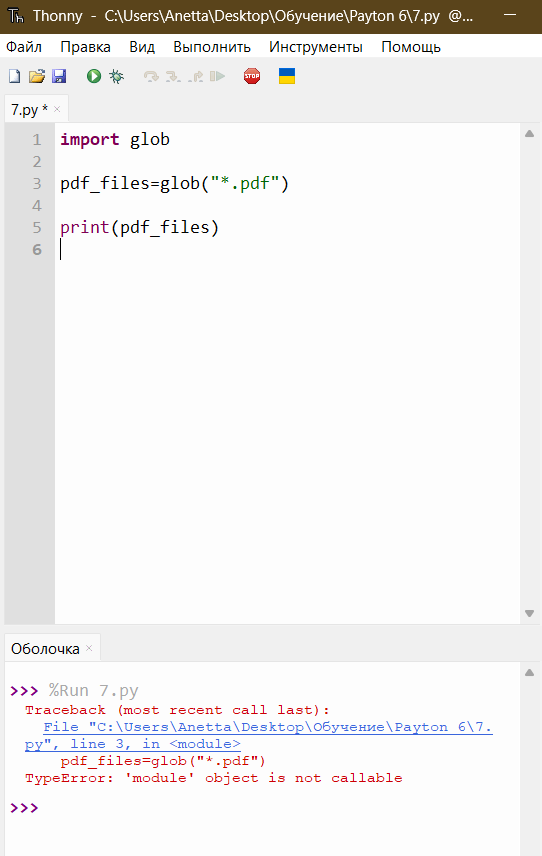 Thonny - C:\Users\Anetta\Desktop\Обучение\Payton 6\7.py @...
Файл Правка Вид Выполнить Инструменты Помощь
STOP
7.py *
1 import glob
2
3 pdf_files=glob("*.pdf")
4
5 print(pdf_files)
6
Оболочка
>>> %Run 7.py
Traceback (most recent call last):
File "C:\Users\Anetta\Desktop\Обучение\Payton 6\7.
py", line 3, in <module>
pdf_files=glob("*.pdf")
TypeError: 'module' object is not callable
>>>